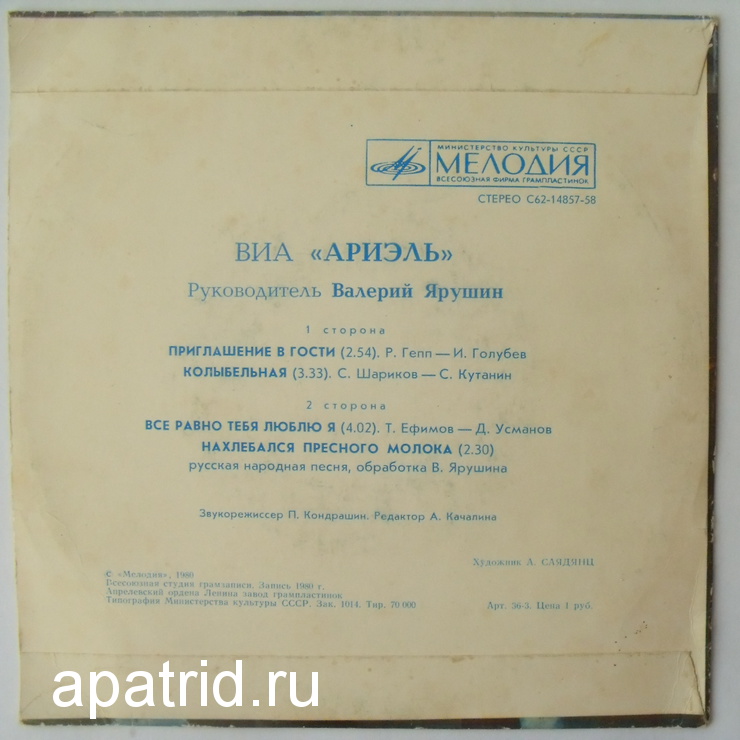 МИНИСТЕРСТВО КУЛЬТУРЫ СССР
МЕЛОДИЯ
ВСЕСОЮЗНАЯ ФИРМА ГРАМПЛАСТИНОК
СТЕРЕО С62-14857-58
ВИА «АРИЭЛЬ»
Руководитель Валерий Ярушин
1 сторона
ПРИГЛАШЕНИЕ В ГОСТИ (2.54). Р. Гепп — И. Голубев
КОЛЫБЕЛЬНАЯ (3.33). С. Шариков — С. Кутанин
2 сторона
ВСЕ РАВНО ТЕБЯ ЛЮБЛЮ Я (4.02). Т. Ефимов — Д. Усманов
НАХЛЕБАЛСЯ ПРЕСНОГО МОЛОКА (2.30)
русская народная песня, обработка В. Ярушина
Звукорежиссер П. Кондрашин. Редактор А. Качалина
Художник А. СЛЯДЯНЦ
© «Мелодия», 1980
Всесоюзная студия грамзаписи. Запись 1980 г.
Апрелевский ордена Ленина завод грампластинок
Типография Министерства культуры СССР. Зак. 1014. Тир. 70 000
Арт. 56-5. Цена 1 руб.
apatrid.ru